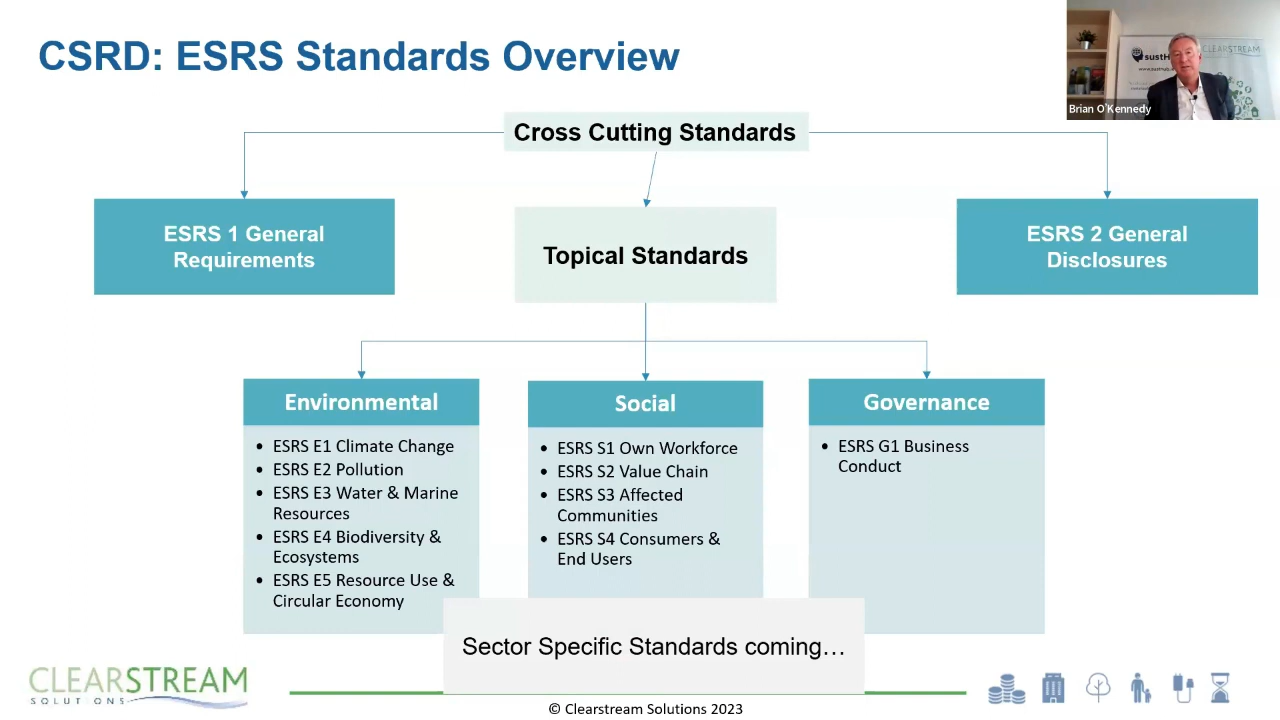 CSRD: ESRS Standards Overview
CLEARSTREAM
sustH
Brian O'Kennedy
Cross Cutting Standards
ESRS 1 General
Requirements
Topical Standards
ESRS 2 General
Disclosures
Environmental
• ESRS E1 Climate Change
• ESRS E2 Pollution
• ESRS E3 Water & Marine
Resources
• ESRS E4 Biodiversity &
Ecosystems
• ESRS E5 Resource Use &
Circular Economy
Social
• ESRS S1 Own Workforce
• ESRS S2 Value Chain
• ESRS S3 Affected
Communities
• ESRS S4 Consumers &
End Users
Governance
• ESRS G1 Business
Conduct
Sector Specific Standards coming…
CLEARSTREAM
SOLUTIONS
© Clearstream Solutions 2023